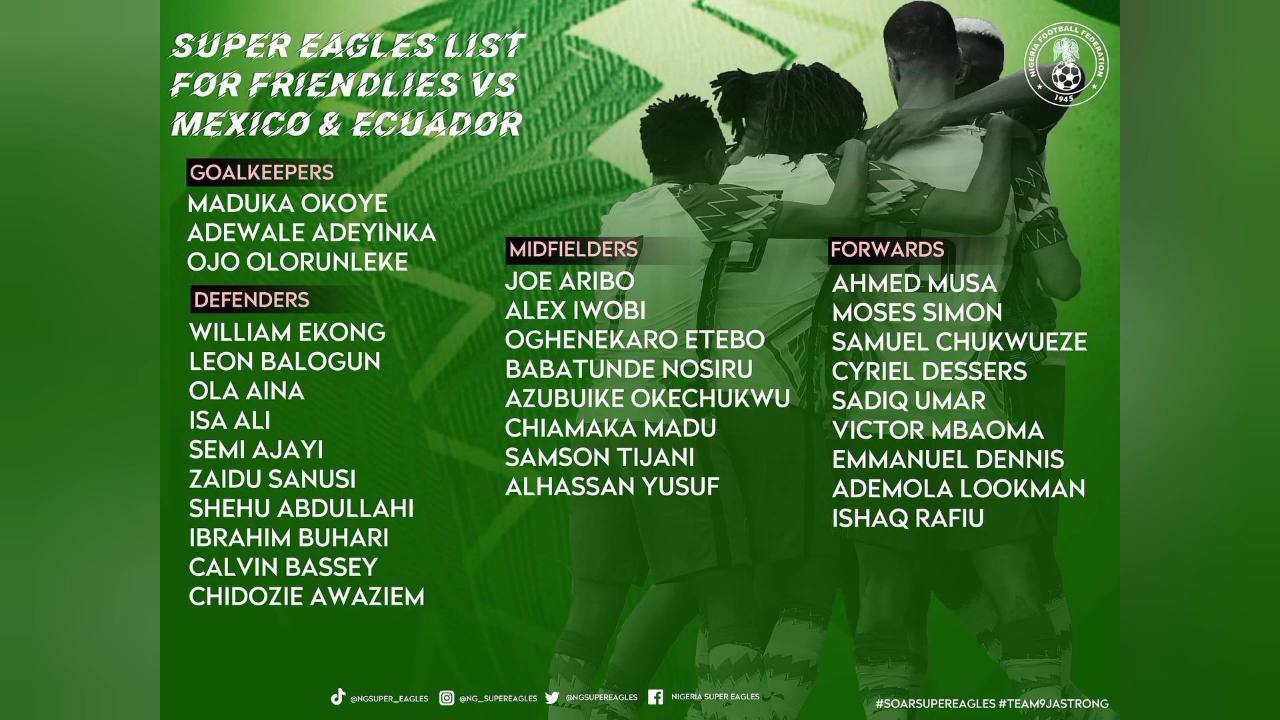 SUPER EAGLES LIST
FOR FRIENDLIES VS
MEXICO & ECUADOR
NIGERIA FOOTBALL FEDERATION
1945
GOALKEEPERS
MADUKA OKOYE
ADEWALE ADEYINKA
OJO OLORUNLEKE
DEFENDERS
WILLIAM EKONG
LEON BALOGUN
OLA AINA
ISA ALI
SEMI AJAYI
ZAIDU SANUSI
SHEHU ABDULLAHI
IBRAHIM BUHARI
CALVIN BASSEY
CHIDOZIE AWAZIEM
MIDFIELDERS
JOE ARIBO
ALEX IWOBI
OGHENEKARO ETEBO
BABATUNDE NOSIRU
AZUBUIKE OKECHUKWU
CHIAMAKA MADU
SAMSON TIJANI
ALHASSAN YUSUF
FORWARDS
AHMED MUSA
MOSES SIMON
SAMUEL CHUKWUEZE
CYRIEL DESSERS
SADIQ UMAR
VICTOR MBAOMA
EMMANUEL DENNIS
ADEMOLA LOOKMAN
ISHAQ RAFIU
@NGSUPER_EAGLES @NG_SUPEREAGLES @NGSUPEREAGLES NIGERIA SUPER EAGLES
#SOARSUPEREAGLES #TEAM9JASTRONG